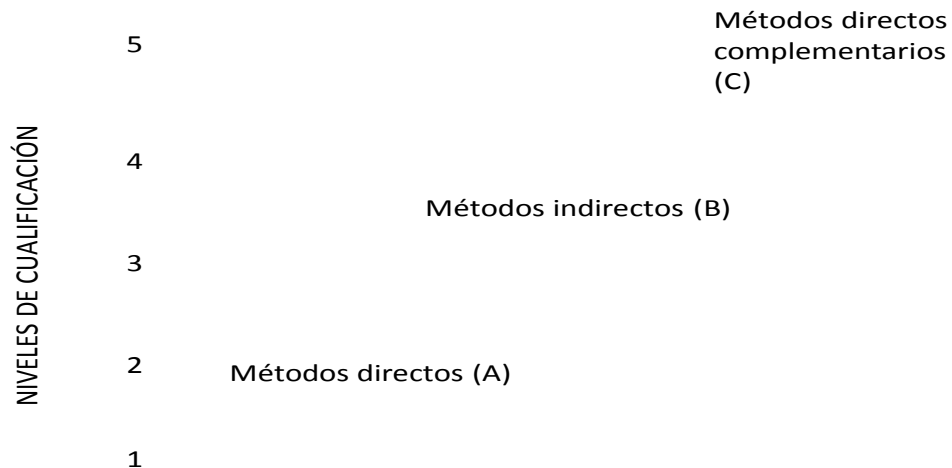 Métodos directos
complementarios
(C)
5
4
Métodos indirectos (B)
3
2
Métodos directos (A)
1
NIVELES DE CUALIFICACIÓN